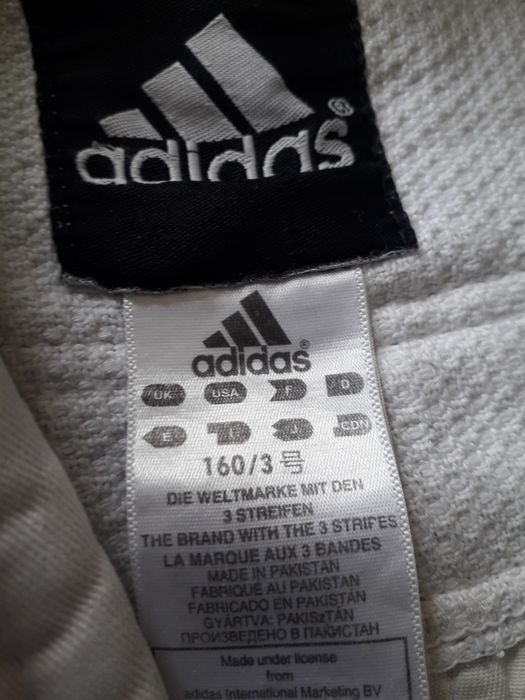 adidas®
adidas®
UK USA F D
E I J CDN
160/3 号
DIE WELTMARKE MIT DEN
3 STREIFEN
THE BRAND WITH THE 3 STRIPES
LA MARQUE AUX 3 BANDES
MADE IN PAKISTAN
FABRIQUÉ AU PAKISTAN
FABRICADO EN PAKISTÁN
GYÁRTVA: PAKISzTÁN
ПРОИЗВЕДЕНО В ПАКИСТАН
Made under license
from
adidas International Marketing BV